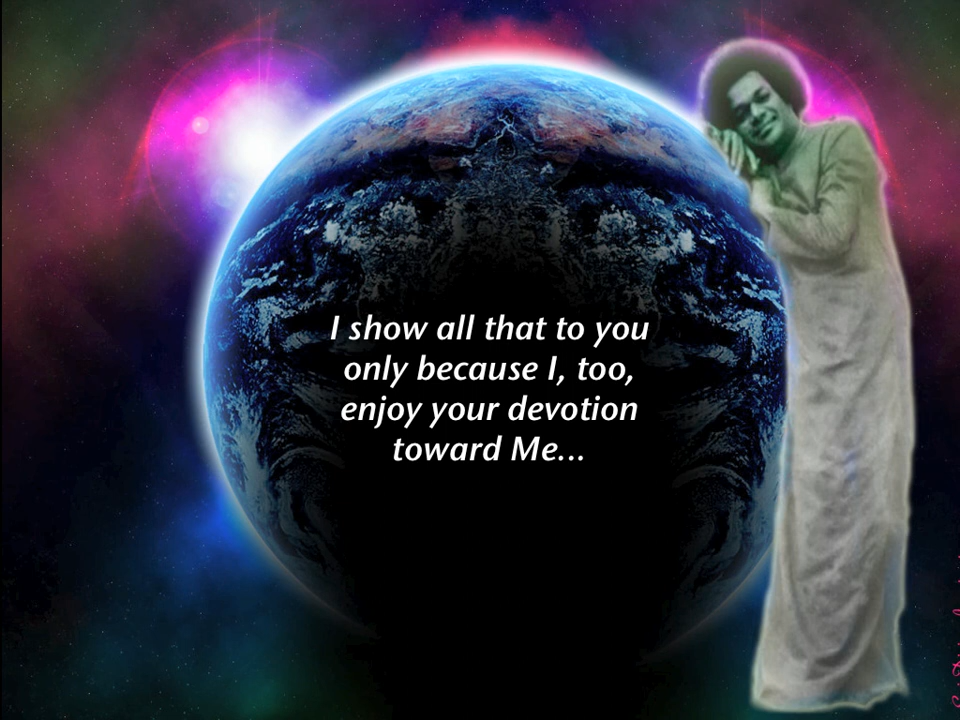 I show all that to you
only because I, too,
enjoy your devotion
toward Me...